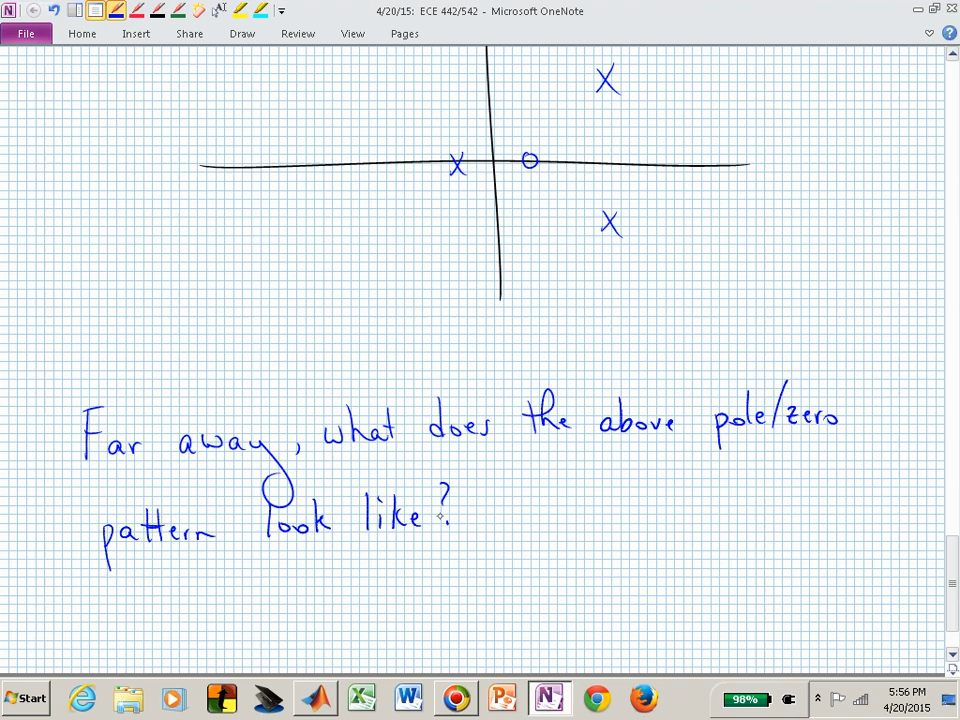 4/20/15: ECE 442/542 - Microsoft OneNote
File Home Insert Share Draw Review View Pages
X
X O
X
Far away, what does the above pole/zero
pattern look like?
Start
98%
5:56 PM
4/20/2015